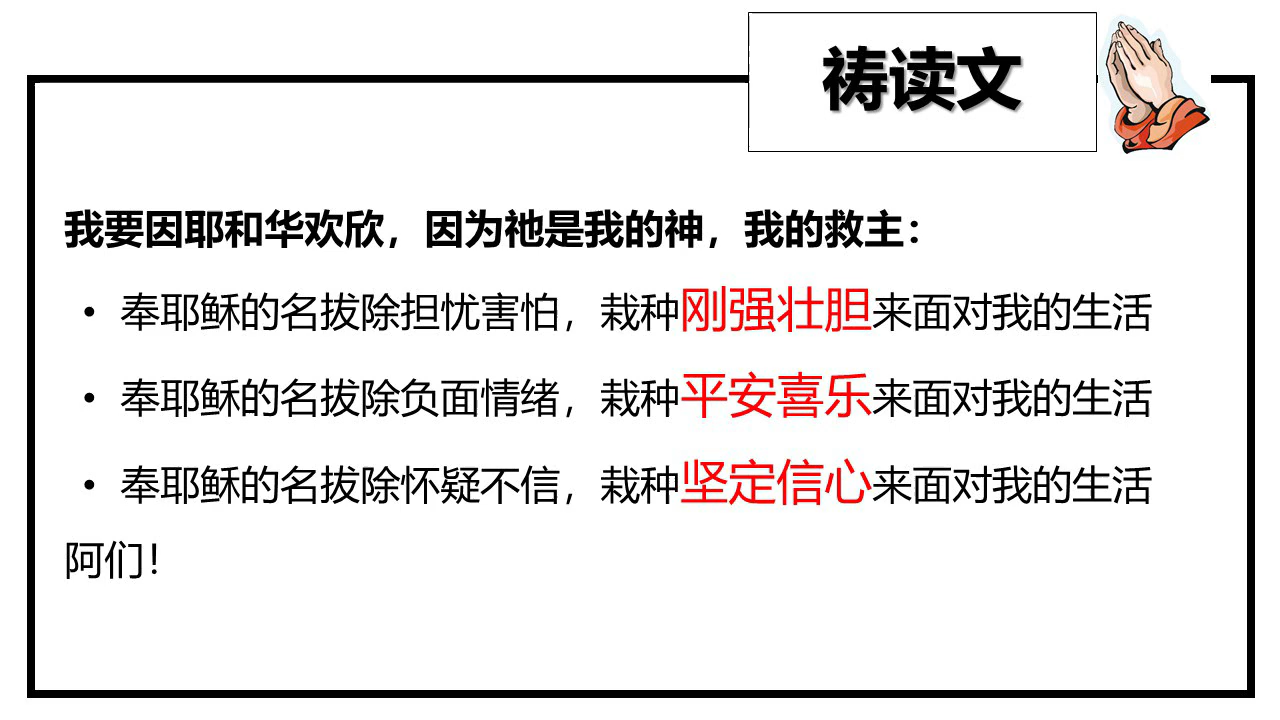 祷读文
我要因耶和华欢欣，因为祂是我的神，我的救主：
• 奉耶稣的名拔除担忧害怕，栽种刚强壮胆来面对我的生活
• 奉耶稣的名拔除负面情绪，栽种平安喜乐来面对我的生活
• 奉耶稣的名拔除怀疑不信，栽种坚定信心来面对我的生活
阿们！